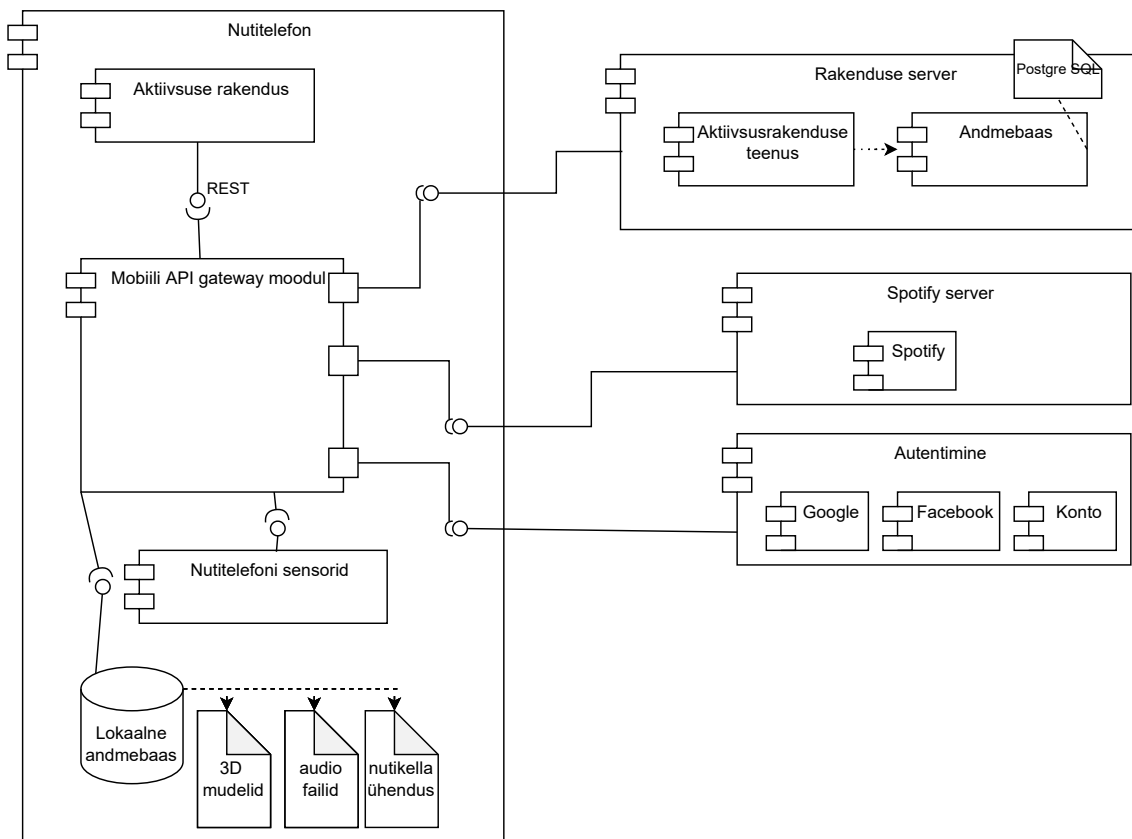 Nutitelefon
Aktiivsuse rakendus
REST
Mobiili API gateway moodul
Nutitelefoni sensorid
Lokaalne
andmebaas
3D
mudelid
audio
failid
nutikella
ühendus
Rakenduse server
Postgre SQL
Aktiivsusrakenduse
teenus
Andmebaas
Spotify server
Spotify
Autentimine
Google
Facebook
Konto